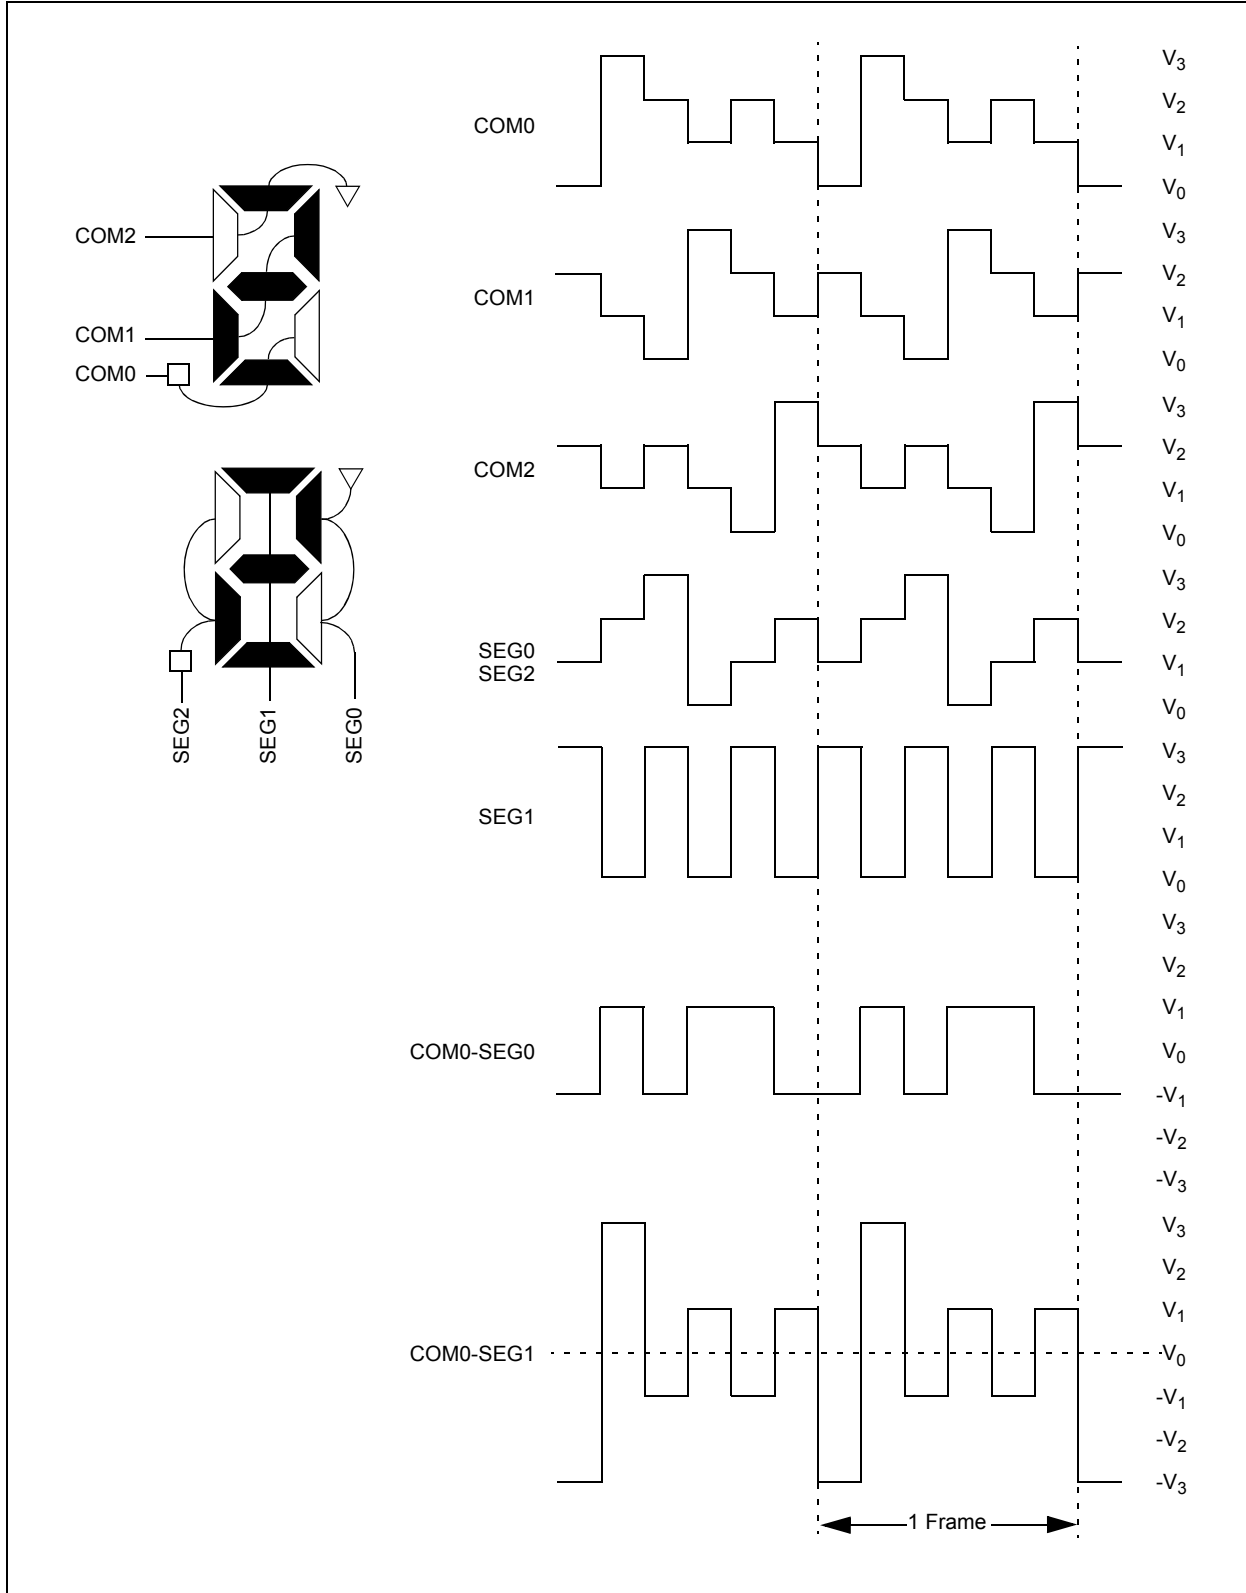 COM2
COM1
COM0
SEG2
SEG1
SEG0
COM0
V3
V2
V1
V0
COM1
V3
V2
V1
V0
COM2
V3
V2
V1
V0
SEG0
SEG2
V3
V2
V1
V0
SEG1
V3
V2
V1
V0
COM0-SEG0
V3
V2
V1
V0
-V1
-V2
-V3
COM0-SEG1
V3
V2
V1
V0
-V1
-V2
-V3
1 Frame